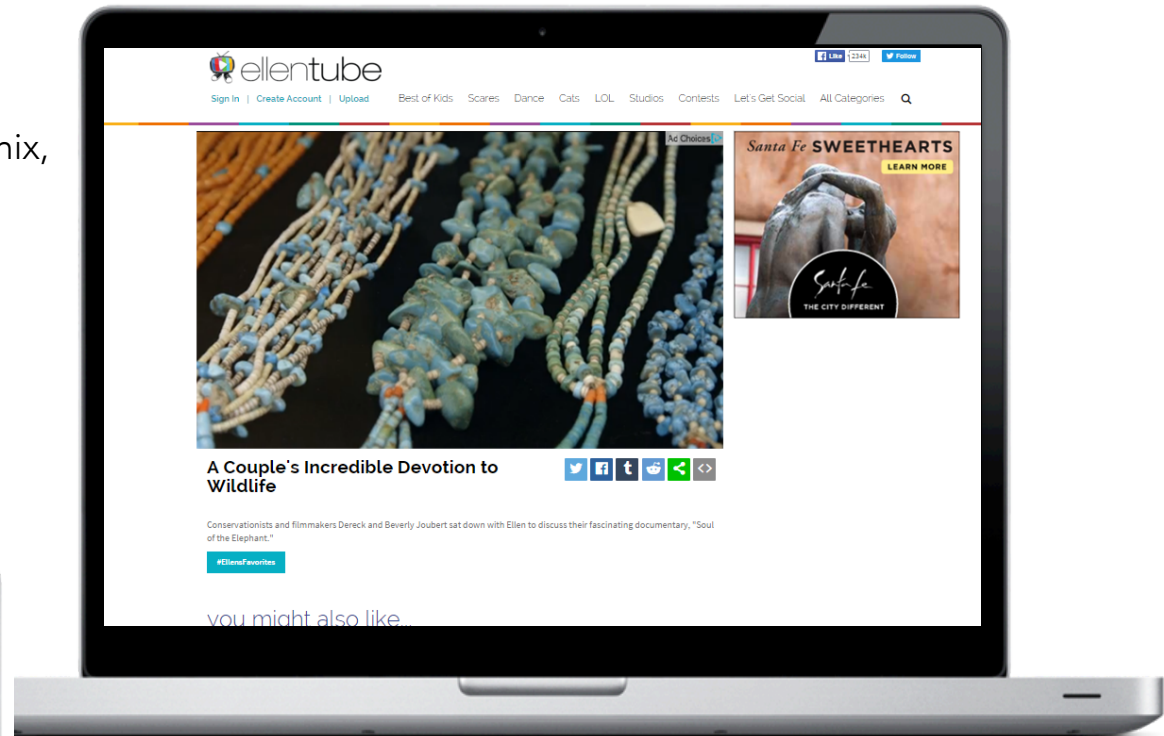 nix,
ellentube
Like 234k Follow
Sign In | Create Account | Upload Best of Kids Scares Dance Cats LOL Studios Contests Let's Get Social All Categories
Ad Choices
Santa Fe SWEETHEARTS
LEARN MORE
Santa fe
THE CITY DIFFERENT
A Couple's Incredible Devotion to
Wildlife
Conservationists and filmmakers Dereck and Beverly Joubert sat down with Ellen to discuss their fascinating documentary, "Soul
of the Elephant."
#EllensFavorites
you might also like...